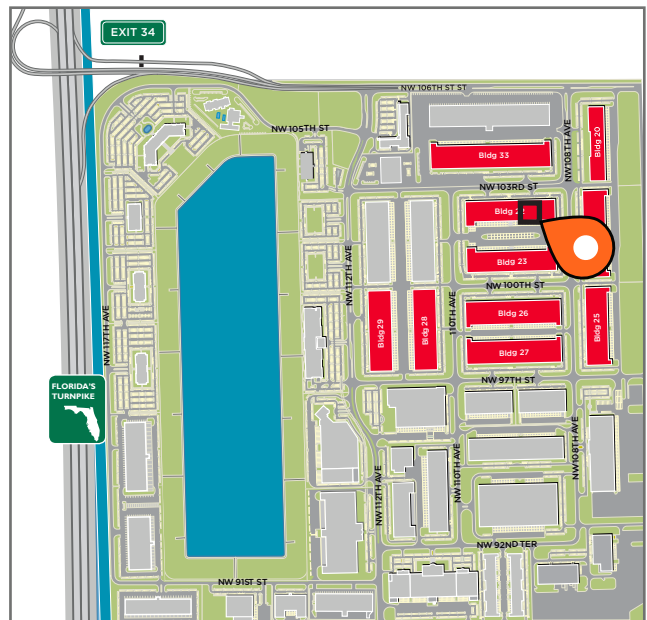 EXIT 34
NW 106TH ST ST
NW 105TH ST
NW 108TH AVE
Bldg 20
Bldg 33
NW 103RD ST
NW 112TH AVE
Bldg 23
NW 100TH ST
NW 117TH AVE
Bldg 29
Bldg 28
110TH AVE
Bldg 26
Bldg 25
Bldg 27
NW 97TH ST
FLORIDA'S
TURNPIKE
NW 112TH AVE
NW 110TH AVE
NW 108TH AVE
NW 92ND TER
NW 91ST ST